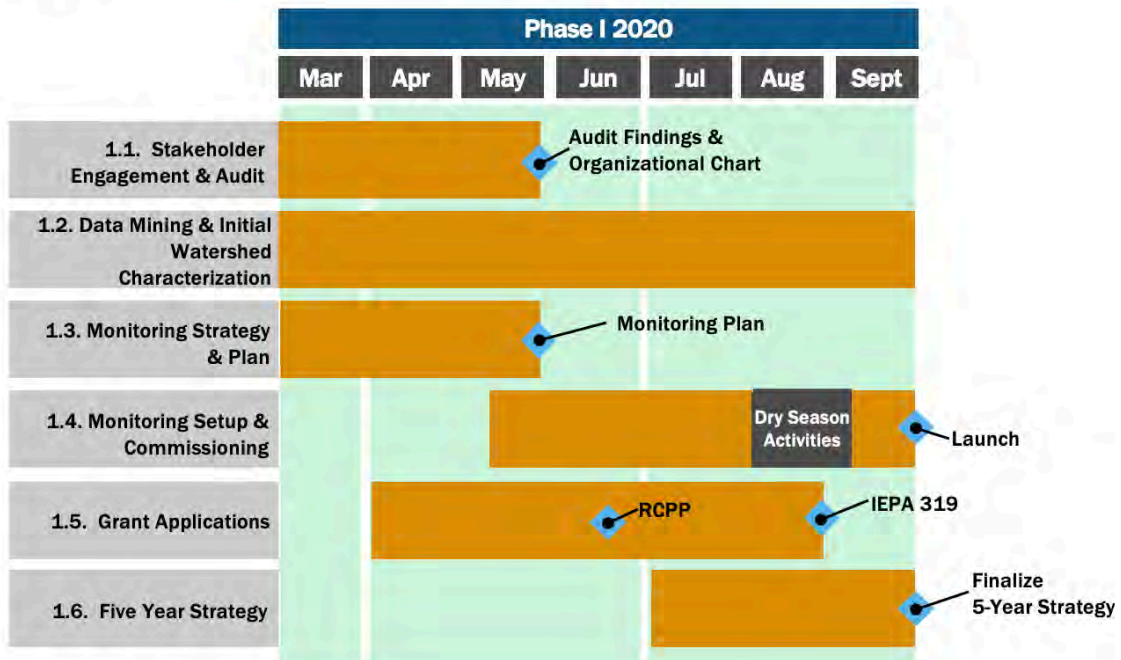 Phase I 2020
Mar Apr May Jun Jul Aug Sept
1.1. Stakeholder
Engagement & Audit
Audit Findings &
Organizational Chart
1.2. Data Mining & Initial
Watershed
Characterization
1.3. Monitoring Strategy
& Plan
Monitoring Plan
1.4. Monitoring Setup &
Commissioning
Dry Season
Activities
Launch
1.5. Grant Applications
RCPP
IEPA 319
1.6. Five Year Strategy
Finalize
5-Year Strategy